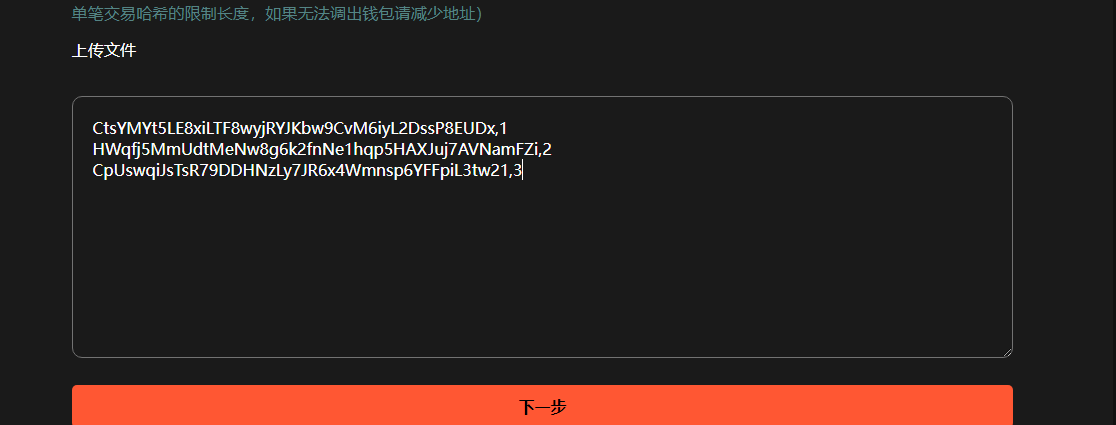 单笔交易哈希的限制长度，如果无法调出钱包请减少地址）
上传文件
CtsYMYt5LE8xiLTF8wyjRYJKbw9CvM6iyL2DssP8EUDx,1
HWqfj5MmUdtMeNw8g6k2fnNe1hqp5HAXJuj7AVNamFZi,2
CpUswqiJsTsR79DDHNzLy7JR6x4Wmnsp6YFFpiL3tw21,3
下一步